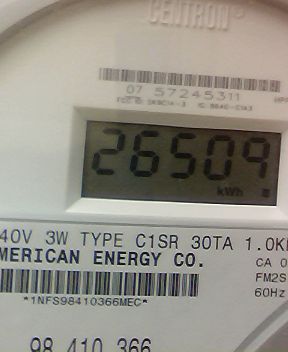 CENTRON®
07 57245311
26509
kWh
40V 3W TYPE C1SR 30TA 1.0K
MERICAN ENERGY CO.
CA 0
FM2S
60Hz
*1NFS98410366MEC*
98 410 366